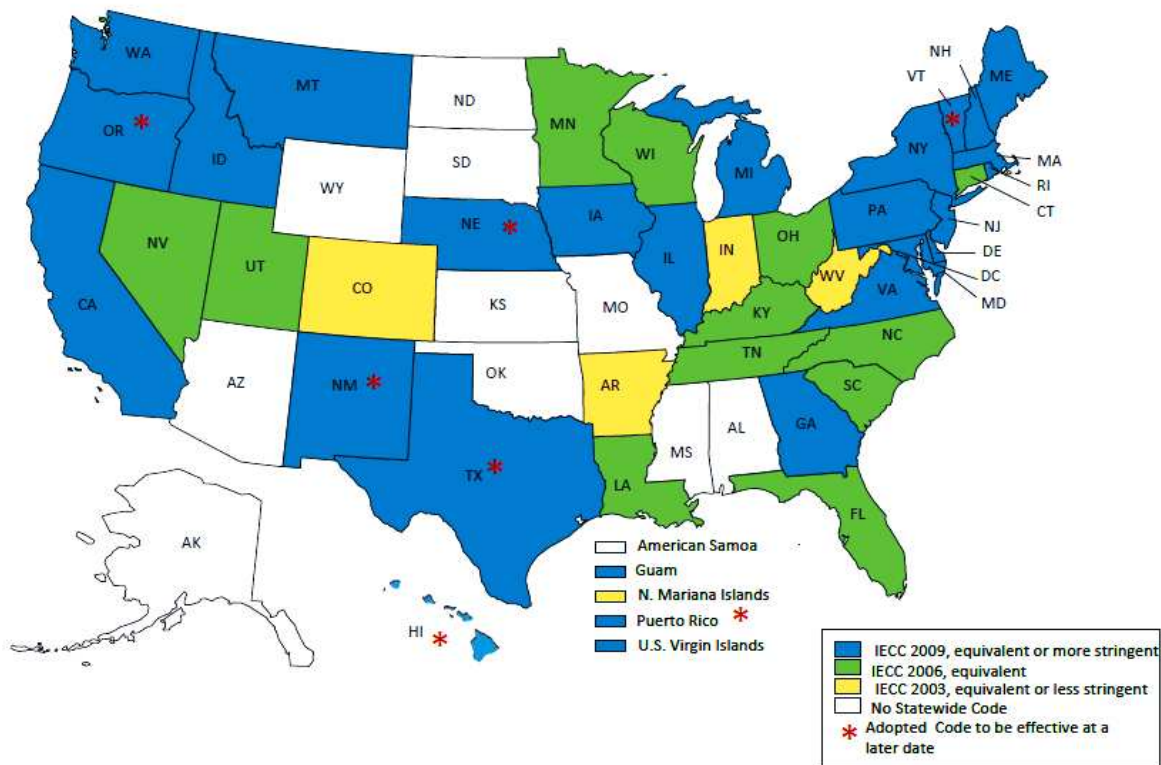 WA
MT
ND
MN
NH
VT
ME
OR *
ID
SD
WI
MI
NY
MA
RI
CT
WY
NE *
IA
PA
NJ
NV
UT
CO
IL
IN
OH
DE
DC
MD
WV
VA
CA
KS
MO
KY
NC
TN
AZ
NM *
OK
AR
SC
MS
AL
GA
TX *
LA
FL
AK
HI *
American Samoa
Guam
N. Mariana Islands
Puerto Rico *
U.S. Virgin Islands
IECC 2009, equivalent or more stringent
IECC 2006, equivalent
IECC 2003, equivalent or less stringent
No Statewide Code
* Adopted Code to be effective at a
later date